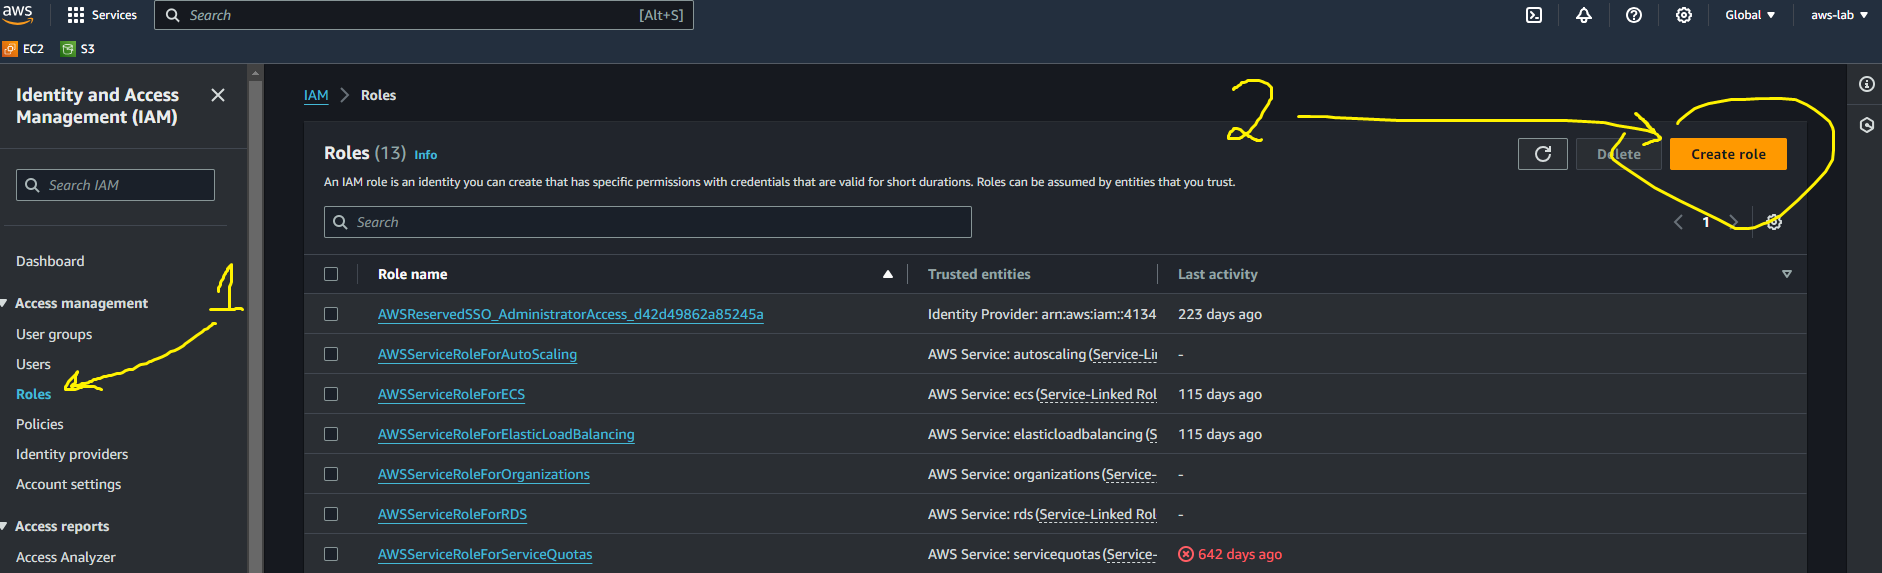 aws
Services
Search
[Alt+S]
Global
aws-lab
EC2
S3
Identity and Access
Management (IAM)
Search IAM
Dashboard
Access management
User groups
Users
Roles
Policies
Identity providers
Account settings
Access reports
Access Analyzer
1
IAM > Roles
2
Roles (13) Info
Delete
Create role
An IAM role is an identity you can create that has specific permissions with credentials that are valid for short durations. Roles can be assumed by entities that you trust.
Search
1
Role name Trusted entities Last activity
AWSReservedSSO_AdministratorAccess_d42d49862a85245a Identity Provider: arn:aws:iam::4134 223 days ago
AWSServiceRoleForAutoScaling AWS Service: autoscaling (Service-Li -
AWSServiceRoleForECS AWS Service: ecs (Service-Linked Rol 115 days ago
AWSServiceRoleForElasticLoadBalancing AWS Service: elasticloadbalancing (S 115 days ago
AWSServiceRoleForOrganizations AWS Service: organizations (Service- -
AWSServiceRoleForRDS AWS Service: rds (Service-Linked Rol -
AWSServiceRoleForServiceQuotas AWS Service: servicequotas (Service- 642 days ago